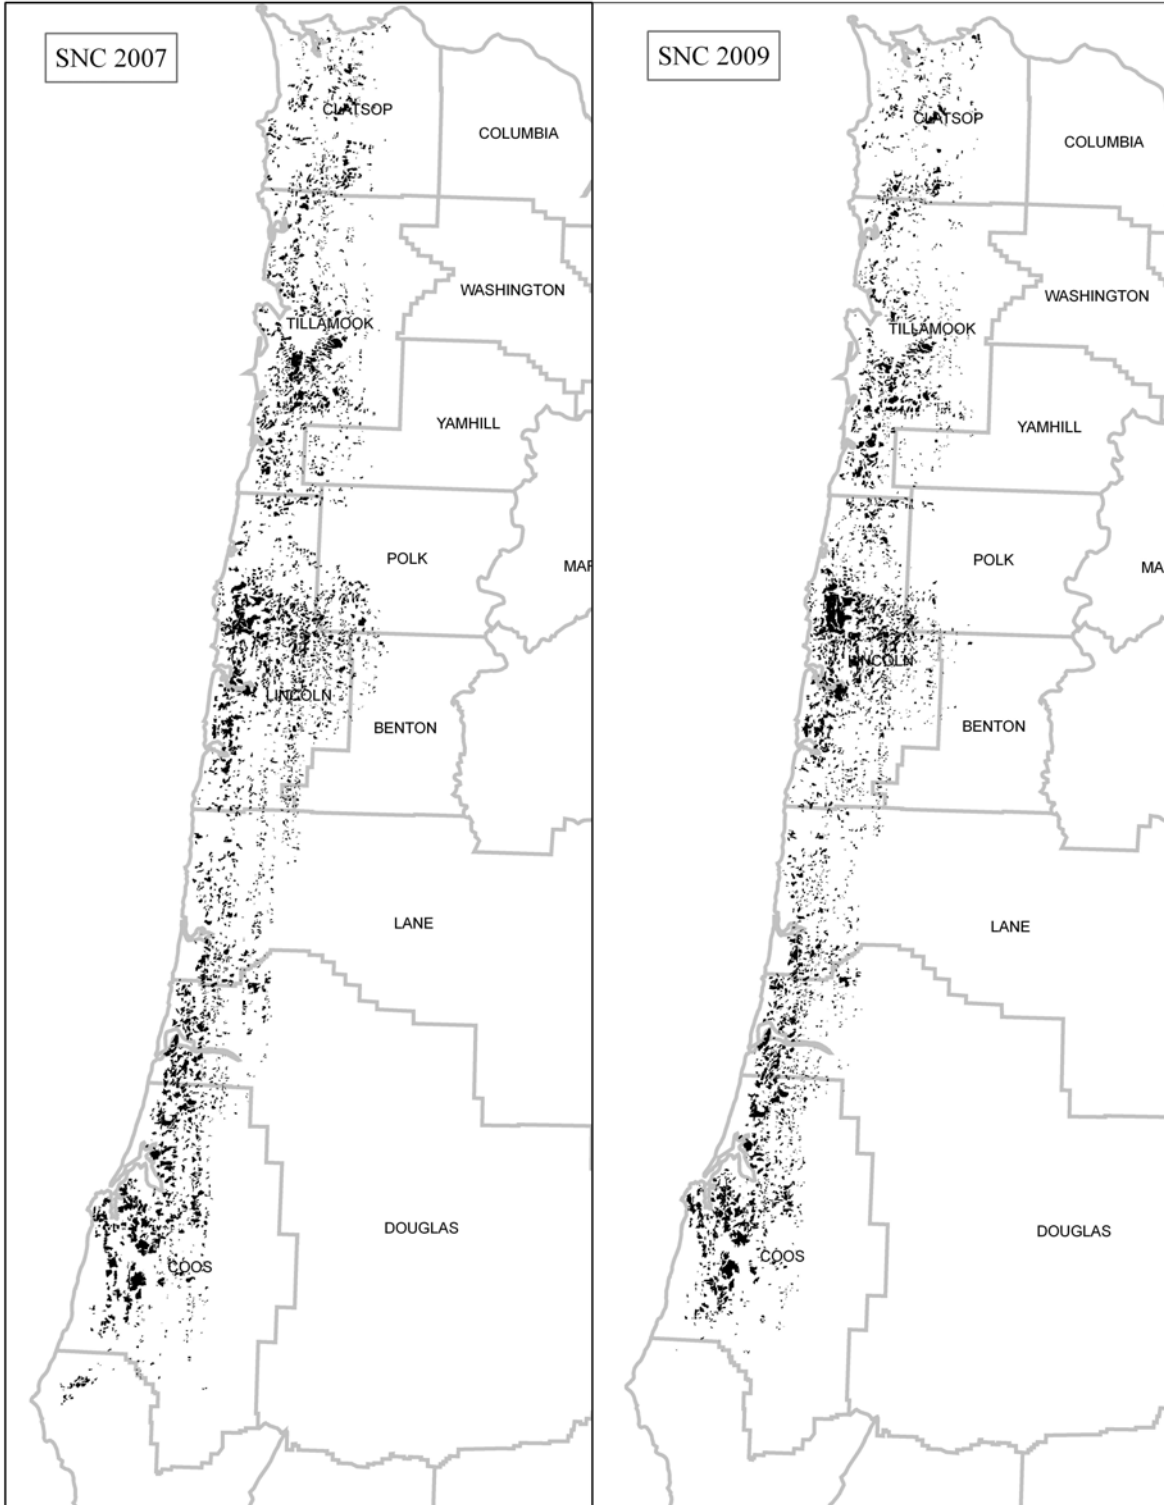 SNC 2007
CLATSOP
COLUMBIA
WASHINGTON
TILLAMOOK
YAMHILL
POLK
MAR
LINCOLN
BENTON
LANE
DOUGLAS
COOS
SNC 2009
CLATSOP
COLUMBIA
WASHINGTON
TILLAMOOK
YAMHILL
POLK
MA
LINCOLN
BENTON
LANE
DOUGLAS
COOS